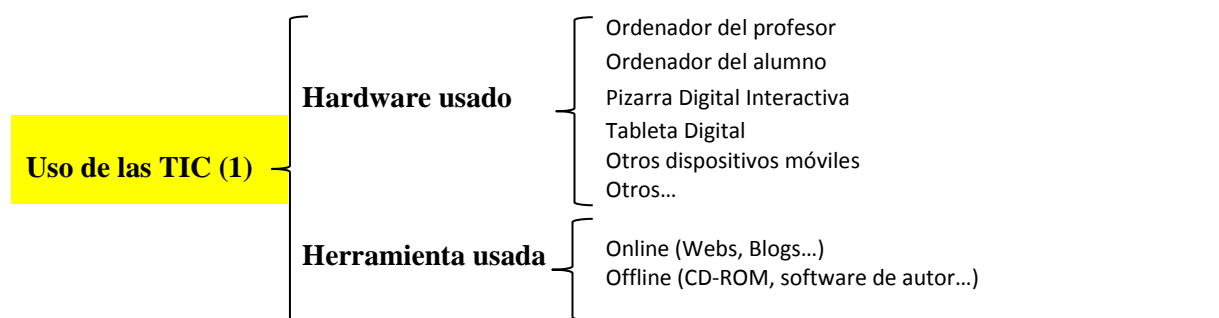 Uso de las TIC (1)
Hardware usado
Ordenador del profesor
Ordenador del alumno
Pizarra Digital Interactiva
Tableta Digital
Otros dispositivos móviles
Otros…
Herramienta usada
Online (Webs, Blogs…)
Offline (CD-ROM, software de autor…)